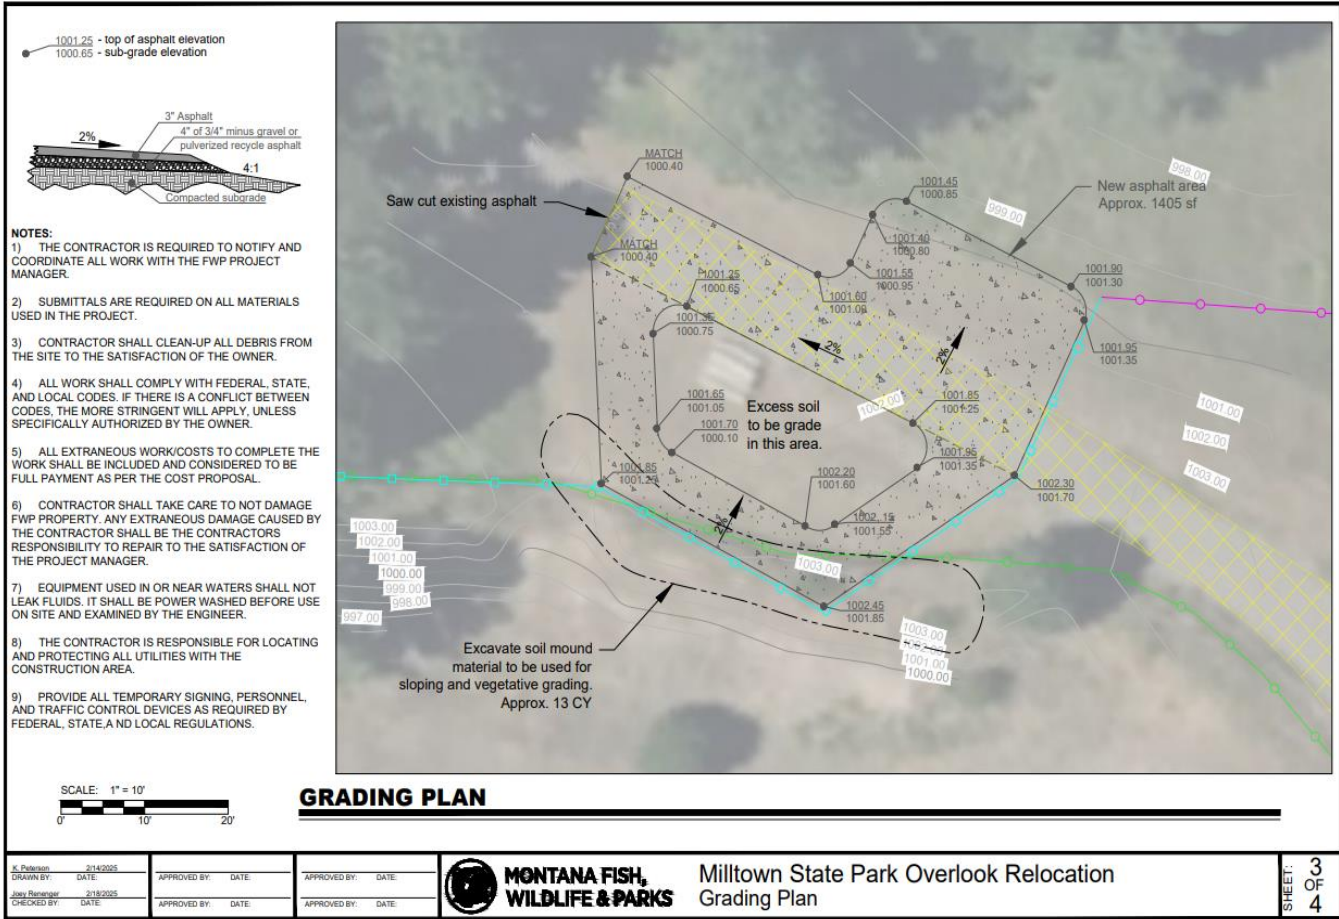 1001.25 - top of asphalt elevation
1000.65 - sub-grade elevation
2%
3" Asphalt
4" of 3/4" minus gravel or
pulverized recycle asphalt
4:1
Compacted subgrade
NOTES:
1) THE CONTRACTOR IS REQUIRED TO NOTIFY AND
COORDINATE ALL WORK WITH THE FWP PROJECT
MANAGER.
2) SUBMITTALS ARE REQUIRED ON ALL MATERIALS
USED IN THE PROJECT.
3) CONTRACTOR SHALL CLEAN-UP ALL DEBRIS FROM
THE SITE TO THE SATISFACTION OF THE OWNER.
4) ALL WORK SHALL COMPLY WITH FEDERAL, STATE,
AND LOCAL CODES. IF THERE IS A CONFLICT BETWEEN
CODES, THE MORE STRINGENT WILL APPLY, UNLESS
SPECIFICALLY AUTHORIZED BY THE OWNER.
5) ALL EXTRANEOUS WORK/COSTS TO COMPLETE THE
WORK SHALL BE INCLUDED AND CONSIDERED TO BE
FULL PAYMENT AS PER THE COST PROPOSAL.
6) CONTRACTOR SHALL TAKE CARE TO NOT DAMAGE
FWP PROPERTY. ANY EXTRANEOUS DAMAGE CAUSED BY
THE CONTRACTOR SHALL BE THE CONTRACTORS
RESPONSIBILITY TO REPAIR TO THE SATISFACTION OF
THE PROJECT MANAGER.
7) EQUIPMENT USED IN OR NEAR WATERS SHALL NOT
LEAK FLUIDS. IT SHALL BE POWER WASHED BEFORE USE
ON SITE AND EXAMINED BY THE ENGINEER.
8) THE CONTRACTOR IS RESPONSIBLE FOR LOCATING
AND PROTECTING ALL UTILITIES WITH THE
CONSTRUCTION AREA.
9) PROVIDE ALL TEMPORARY SIGNING, PERSONNEL,
AND TRAFFIC CONTROL DEVICES AS REQUIRED BY
FEDERAL, STATE,A ND LOCAL REGULATIONS.
MATCH
1000.40
Saw cut existing asphalt
MATCH
1000.40
1001.45
1000.85
1001.40
1000.80
1001.55
1000.95
1001.60
1001.00
998.00
999.00
New asphalt area
Approx. 1405 sf
1001.90
1001.30
1001.95
1001.35
1001.25
1000.65
1001.35
1000.75
2%
2%
1001.65
1001.05
1001.70
1000.10
Excess soil
to be grade
in this area.
1002.00
1001.85
1001.25
1001.95
1001.35
1001.00
1002.00
1003.00
1001.85
1001.25
1002.20
1001.60
1002,.15
1001.55
1002.30
1001.70
2%
1003.00
1003.00
1002.00
1001.00
1000.00
999.00
998.00
997.00
1002.45
1001.85
1003.00
1002.00
1001.00
1000.00
Excavate soil mound
material to be used for
sloping and vegetative grading.
Approx. 13 CY
SCALE: 1" = 10'
0' 10' 20'
GRADING PLAN
K. Peterson 2/14/2025
DRAWN BY: DATE:
Joey Renenger 2/18/2025
CHECKED BY: DATE:
APPROVED BY: DATE:
APPROVED BY: DATE:
APPROVED BY: DATE:
APPROVED BY: DATE:
MONTANA FISH,
WILDLIFE & PARKS
Milltown State Park Overlook Relocation
Grading Plan
SHEET: 3
OF
4